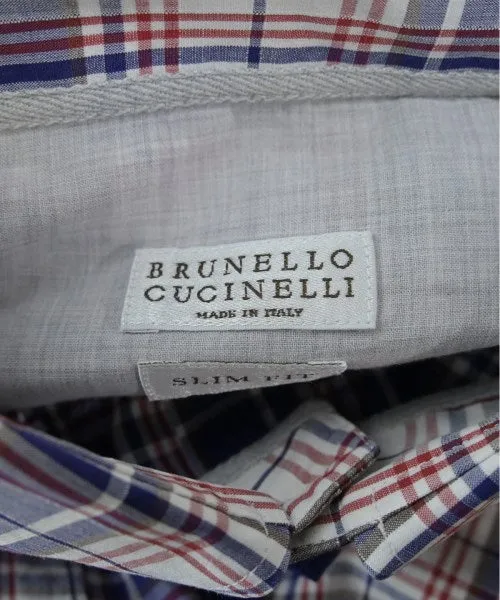 BRUNELLO
CUCINELLI
MADE IN ITALY
SLIM FIT